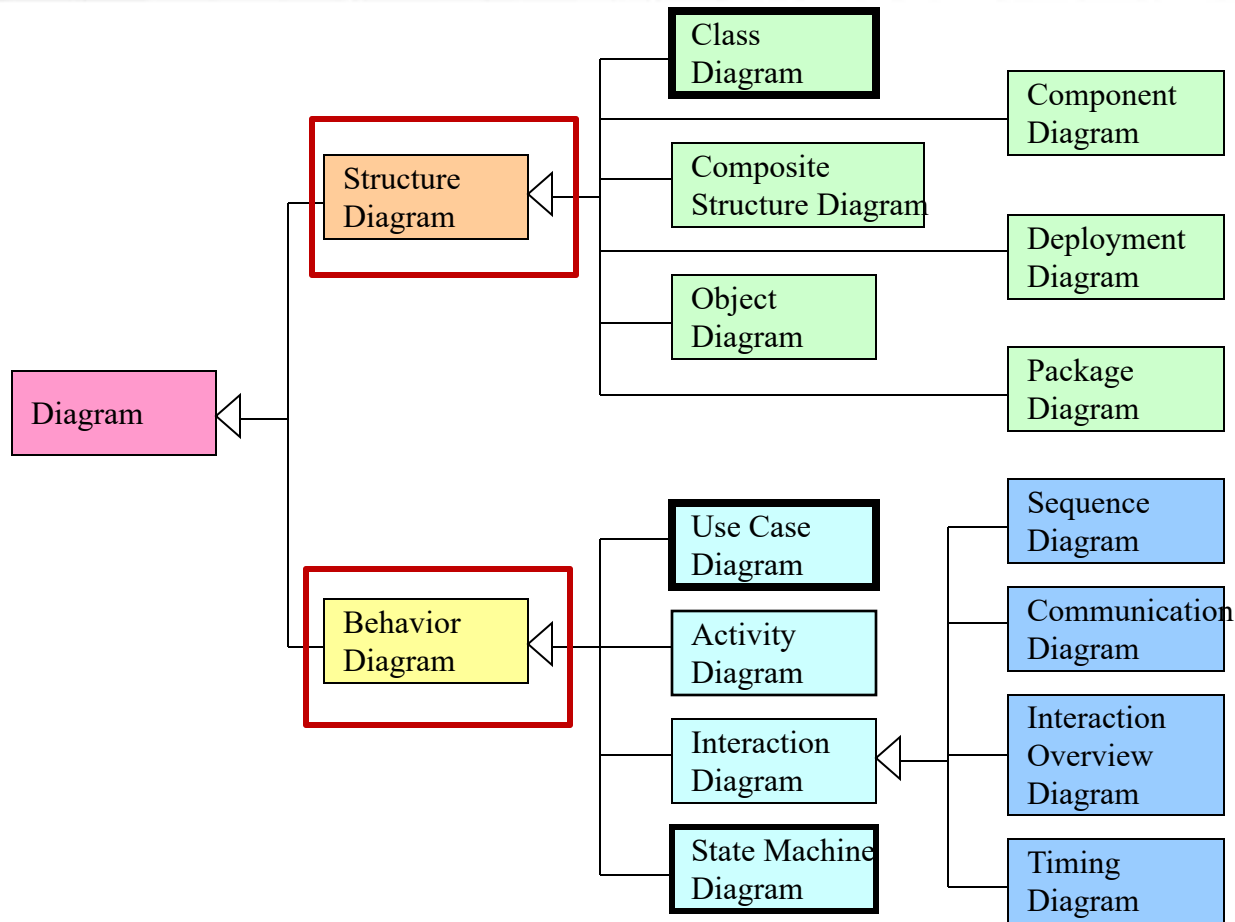 Class
Diagram
Component
Diagram
Structure
Diagram
Composite
Structure Diagram
Deployment
Diagram
Object
Diagram
Package
Diagram
Diagram
Use Case
Diagram
Sequence
Diagram
Behavior
Diagram
Activity
Diagram
Communication
Diagram
Interaction
Diagram
Interaction
Overview
Diagram
State Machine
Diagram
Timing
Diagram